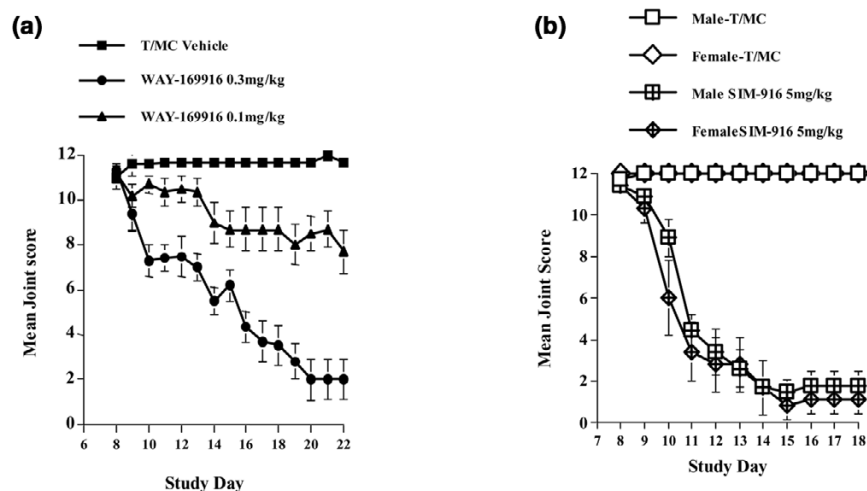 (a)
T/MC Vehicle
WAY-169916 0.3mg/kg
WAY-169916 0.1mg/kg
12
10
8
6
4
2
0
Mean Joint score
6 8 10 12 14 16 18 20 22
Study Day
(b)
Male-T/MC
Female-T/MC
Male SIM-916 5mg/kg
FemaleSIM-916 5mg/kg
12
10
8
6
4
2
0
Mean Joint Score
7 8 9 10 11 12 13 14 15 16 17 18
Study Day